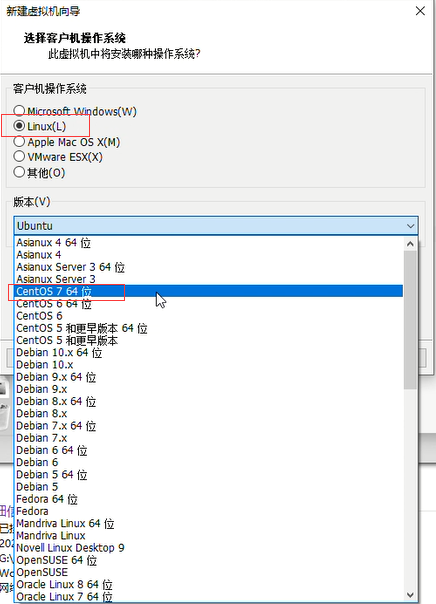 新建虚拟机向导
选择客户机操作系统
此虚拟机中将安装哪种操作系统?
客户机操作系统
Microsoft Windows(W)
Linux(L)
Apple Mac OS X(M)
VMware ESX(X)
其他(O)
版本(V)
Ubuntu
Asianux 4 64 位
Asianux 4
Asianux Server 3 64 位
Asianux Server 3
CentOS 7 64 位
CentOS 6 64 位
CentOS 6
CentOS 5 和更早版本 64 位
CentOS 5 和更早版本
Debian 10.x 64 位
Debian 10.x
Debian 9.x 64 位
Debian 9.x
Debian 8.x 64 位
Debian 8.x
Debian 7.x 64 位
Debian 7.x
Debian 6 64 位
Debian 6
Debian 5 64 位
Debian 5
Fedora 64 位
Fedora
Mandriva Linux 64 位
Mandriva Linux
Novell Linux Desktop 9
OpenSUSE 64 位
OpenSUSE
Oracle Linux 8 64 位
Oracle Linux 7 64 位
202
G:\
网络